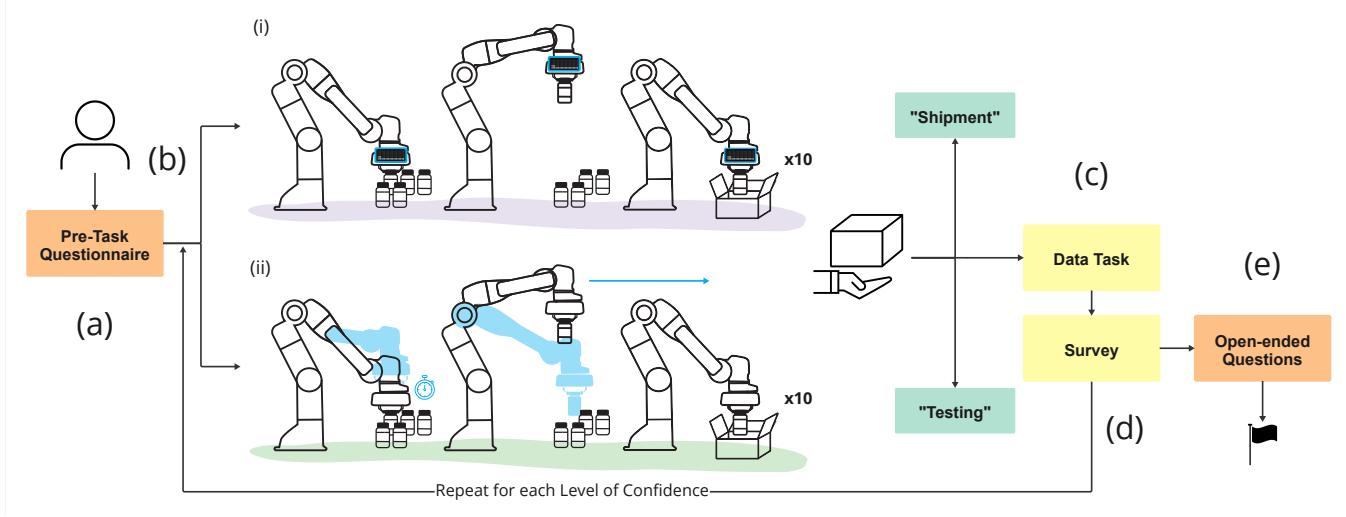 (i)
(b)
x10
"Shipment"
(c)
Pre-Task
Questionnaire
(ii)
Data Task
(e)
(a)
Survey
Open-ended
Questions
x10
"Testing"
(d)
Repeat for each Level of Confidence